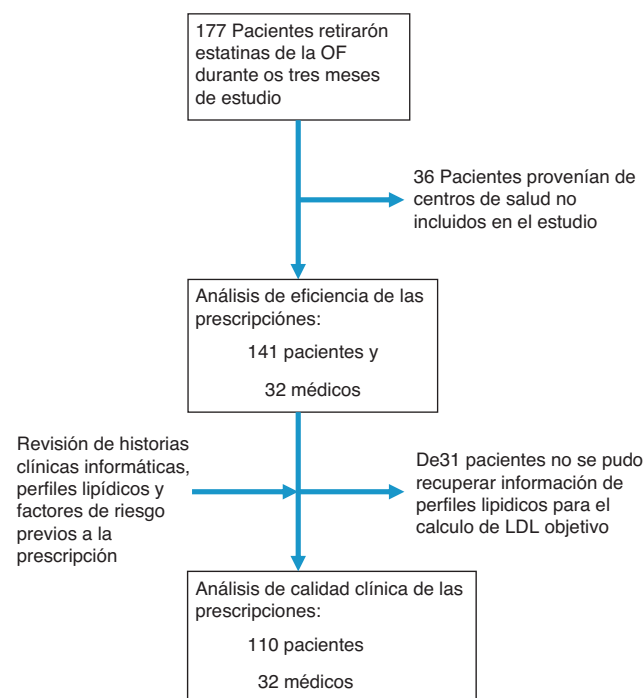 177 Pacientes retirarón
estatinas de la OF
durante os tres meses
de estudio
36 Pacientes provenían de
centros de salud no
incluidos en el estudio
Análisis de eficiencia de las
prescripciónes:
141 pacientes y
32 médicos
Revisión de historias
clínicas informáticas,
perfiles lipídicos y
factores de riesgo
previos a la
prescripción
De31 pacientes no se pudo
recuperar información de
perfiles lipidicos para el
calculo de LDL objetivo
Análisis de calidad clínica de las
prescripciones:
110 pacientes
32 médicos